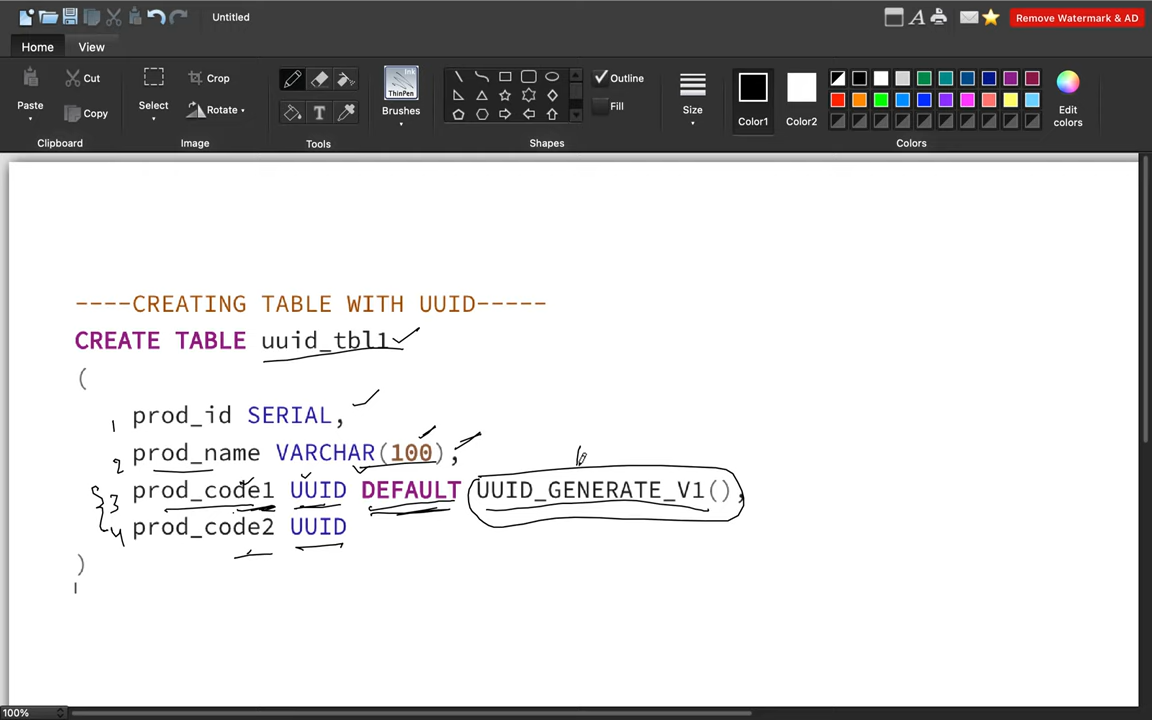 Untitled
Remove Watermark & AD
Home View
Paste Cut Copy Clipboard
Select Crop Rotate Image
Tools
Ink ThinPen Brushes
Outline Fill Shapes
Size
Color1 Color2 Edit colors Colors
----CREATING TABLE WITH UUID-----
CREATE TABLE uuid_tbl1
(
1 prod_id SERIAL,
2 prod_name VARCHAR(100),
3 prod_code1 UUID DEFAULT UUID_GENERATE_V1(),
4 prod_code2 UUID
)
100%